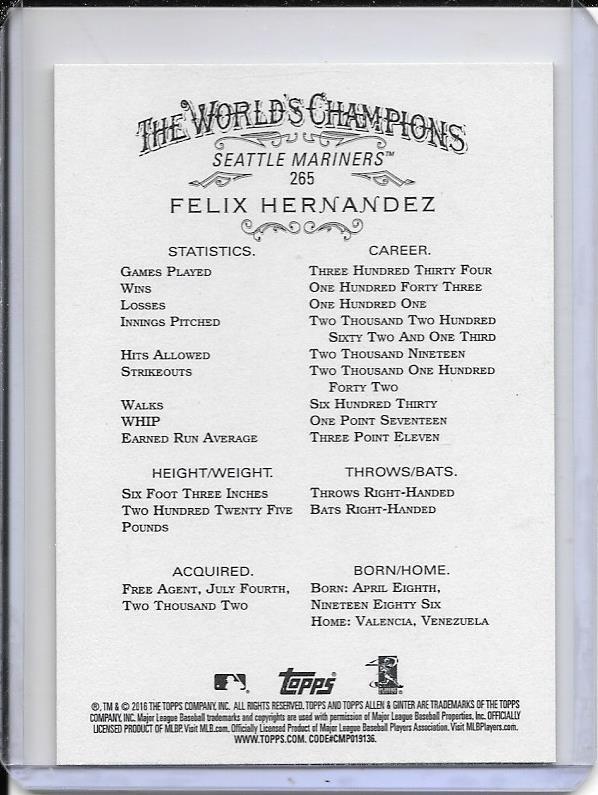 The World's Champions
SEATTLE MARINERS™
265
FELIX HERNANDEZ
STATISTICS. CAREER.
Games Played Three Hundred Thirty Four
Wins One Hundred Forty Three
Losses One Hundred One
Innings Pitched Two Thousand Two Hundred
Sixty Two And One Third
Hits Allowed Two Thousand Nineteen
Strikeouts Two Thousand One Hundred
Forty Two
Walks Six Hundred Thirty
WHIP One Point Seventeen
Earned Run Average Three Point Eleven
HEIGHT/WEIGHT. THROWS/BATS.
Six Foot Three Inches Throws Right-Handed
Two Hundred Twenty Five Bats Right-Handed
Pounds
ACQUIRED. BORN/HOME.
Free Agent, July Fourth, Born: April Eighth,
Two Thousand Two Nineteen Eighty Six
Home: Valencia, Venezuela
Topps
®, TM & © 2016 THE TOPPS COMPANY, INC. ALL RIGHTS RESERVED. TOPPS AND TOPPS ALLEN & GINTER ARE TRADEMARKS OF THE TOPPS
COMPANY, INC. Major League Baseball trademarks and copyrights are used with permission of Major League Baseball Properties, Inc. OFFICIALLY
LICENSED PRODUCT OF MLBP. Visit MLB.com. Officially Licensed Product of Major League Baseball Players Association. Visit MLBPlayers.com.
WWW.TOPPS.COM. CODE#CMP019136.